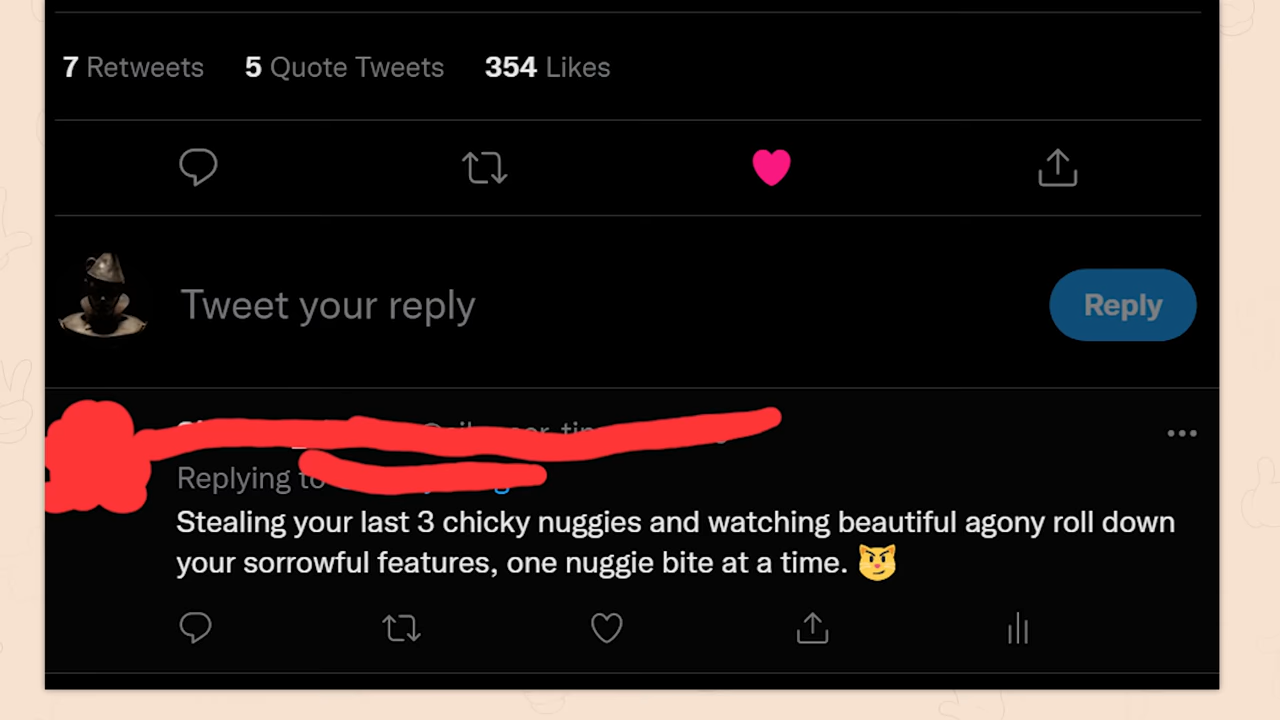 7 Retweets 5 Quote Tweets 354 Likes
Tweet your reply
Reply
Replying to
Stealing your last 3 chicky nuggies and watching beautiful agony roll down
your sorrowful features, one nuggie bite at a time.